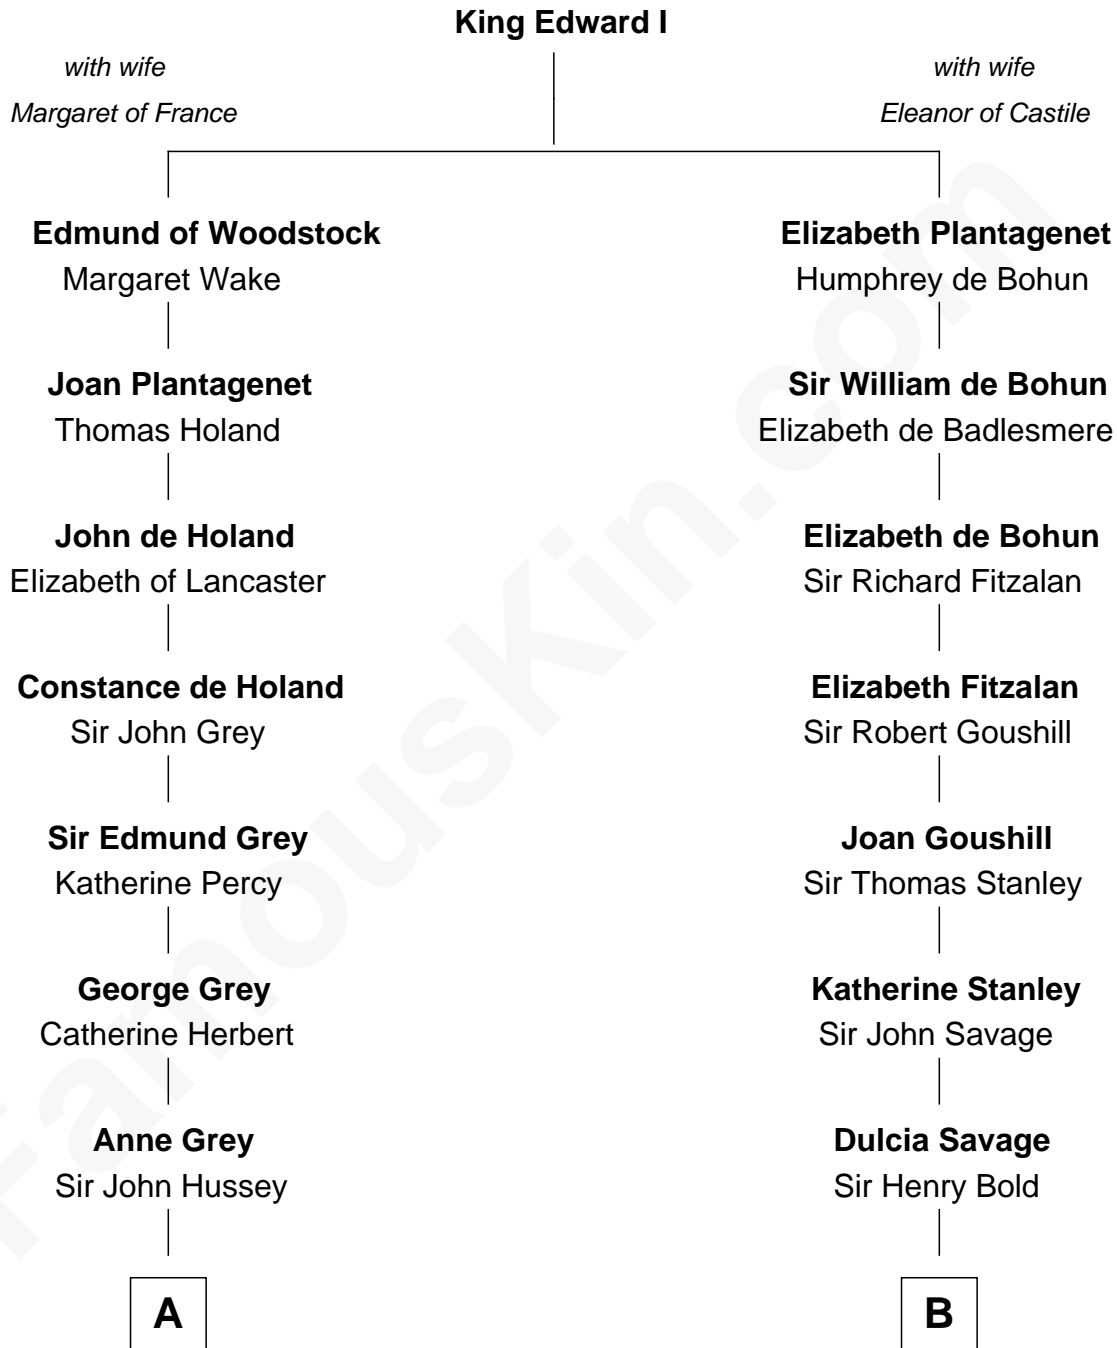 King Edward I
with wife
Margaret of France
with wife
Eleanor of Castile
Edmund of Woodstock
Margaret Wake
Elizabeth Plantagenet
Humphrey de Bohun
Joan Plantagenet
Thomas Holand
Sir William de Bohun
Elizabeth de Badlesmere
John de Holand
Elizabeth of Lancaster
Elizabeth de Bohun
Sir Richard Fitzalan
Constance de Holand
Sir John Grey
Elizabeth Fitzalan
Sir Robert Goushill
Sir Edmund Grey
Katherine Percy
Joan Goushill
Sir Thomas Stanley
George Grey
Catherine Herbert
Katherine Stanley
Sir John Savage
Anne Grey
Sir John Hussey
Dulcia Savage
Sir Henry Bold
A
B
FamousKin.com